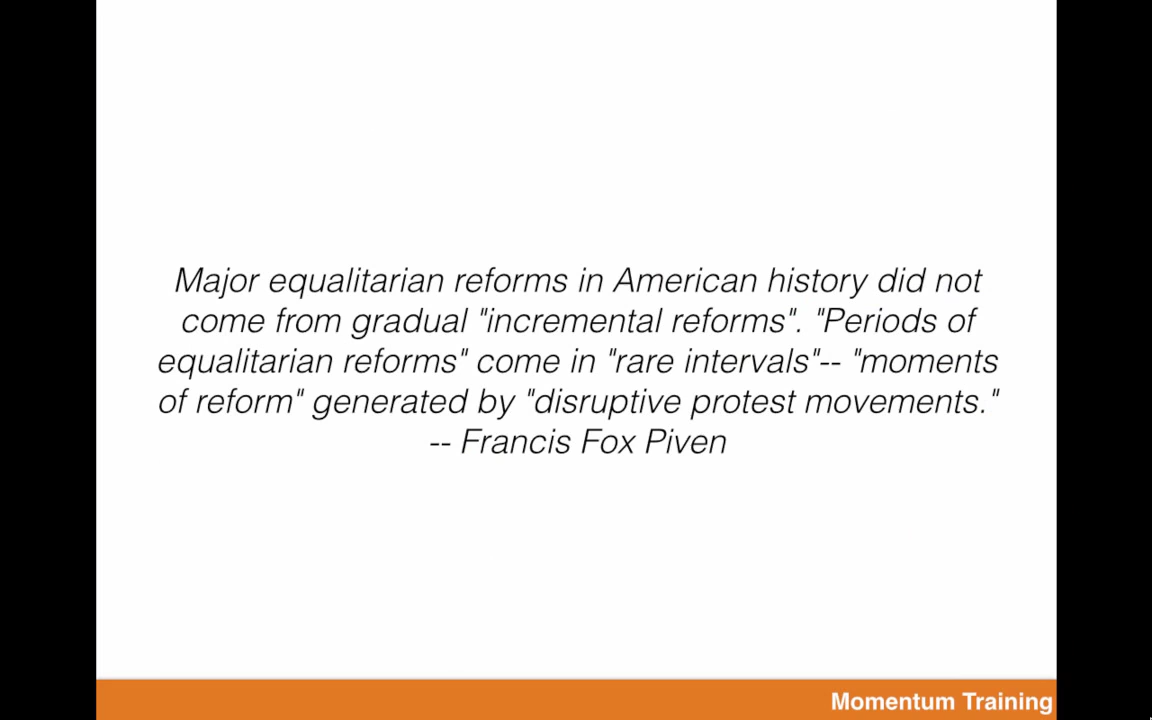 Major equalitarian reforms in American history did not
come from gradual "incremental reforms". "Periods of
equalitarian reforms" come in "rare intervals"-- "moments
of reform" generated by "disruptive protest movements."
-- Francis Fox Piven
Momentum Training